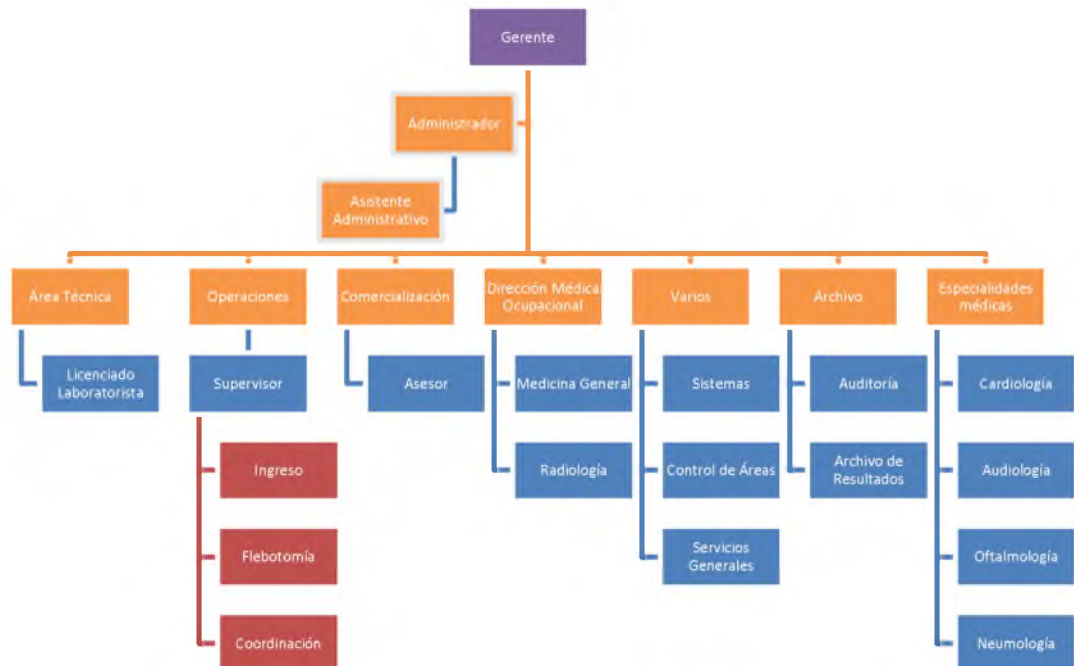 Gerente
Administrador
Asistente
Administrativo
Área Técnica
Operaciones
Comercialización
Dirección Médica
Ocupacional
Varios
Archivo
Especialidades
médicas
Licenciado
Laboratorista
Supervisor
Asesor
Medicina General
Sistemas
Auditoría
Cardiología
Ingreso
Radiología
Control de Áreas
Archivo de
Resultados
Audiología
Flebotomía
Servicios
Generales
Oftalmología
Coordinación
Neumología